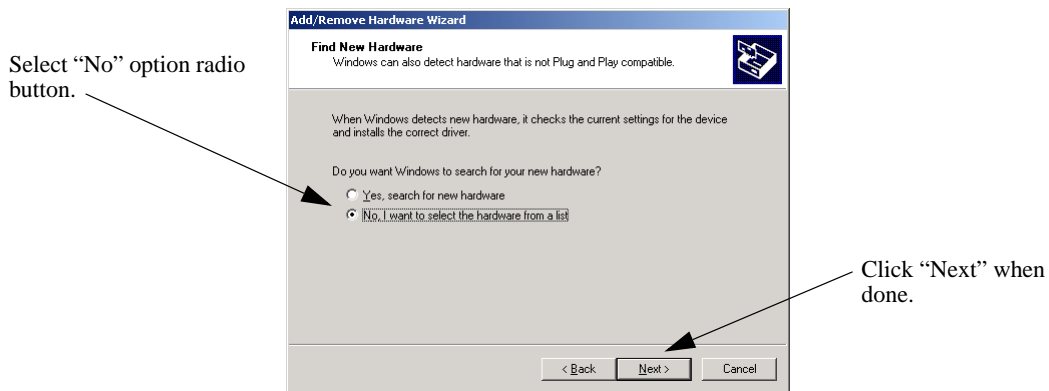 Add/Remove Hardware Wizard
Find New Hardware
Windows can also detect hardware that is not Plug and Play compatible.
Select “No” option radio
button.
When Windows detects new hardware, it checks the current settings for the device
and installs the correct driver.
Do you want Windows to search for your new hardware?
Yes, search for new hardware
No, I want to select the hardware from a list
Click “Next” when
done.
< Back
Next >
Cancel